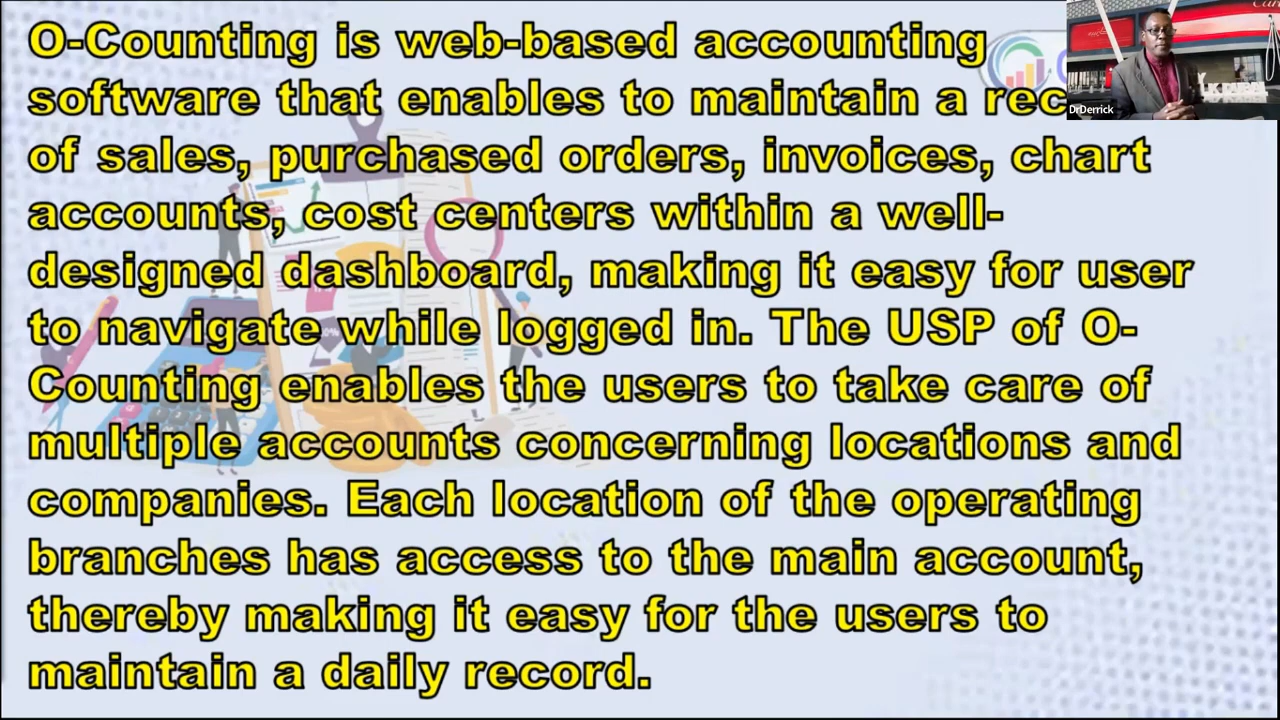 O-Counting is web-based accounting
software that enables to maintain a rec
of sales, purchased orders, invoices, chart
accounts, cost centers within a well-
designed dashboard, making it easy for user
to navigate while logged in. The USP of O-
Counting enables the users to take care of
multiple accounts concerning locations and
companies. Each location of the operating
branches has access to the main account,
thereby making it easy for the users to
maintain a daily record.
DrDerrick